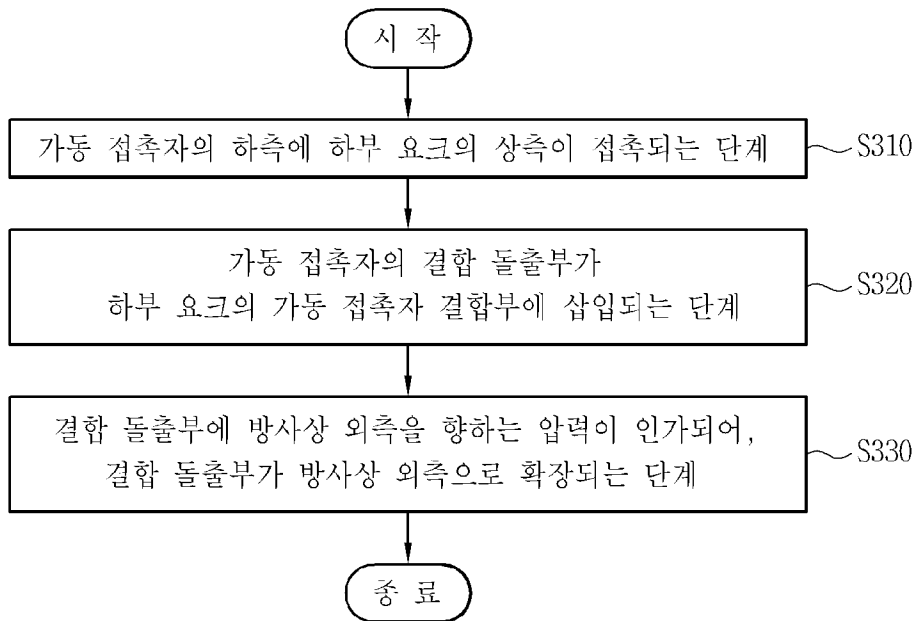 시 작
가동 접촉자의 하측에 하부 요크의 상측이 접촉되는 단계
S310
가동 접촉자의 결합 돌출부가
하부 요크의 가동 접촉자 결합부에 삽입되는 단계
S320
결합 돌출부에 방사상 외측을 향하는 압력이 인가되어,
결합 돌출부가 방사상 외측으로 확장되는 단계
S330
종 료